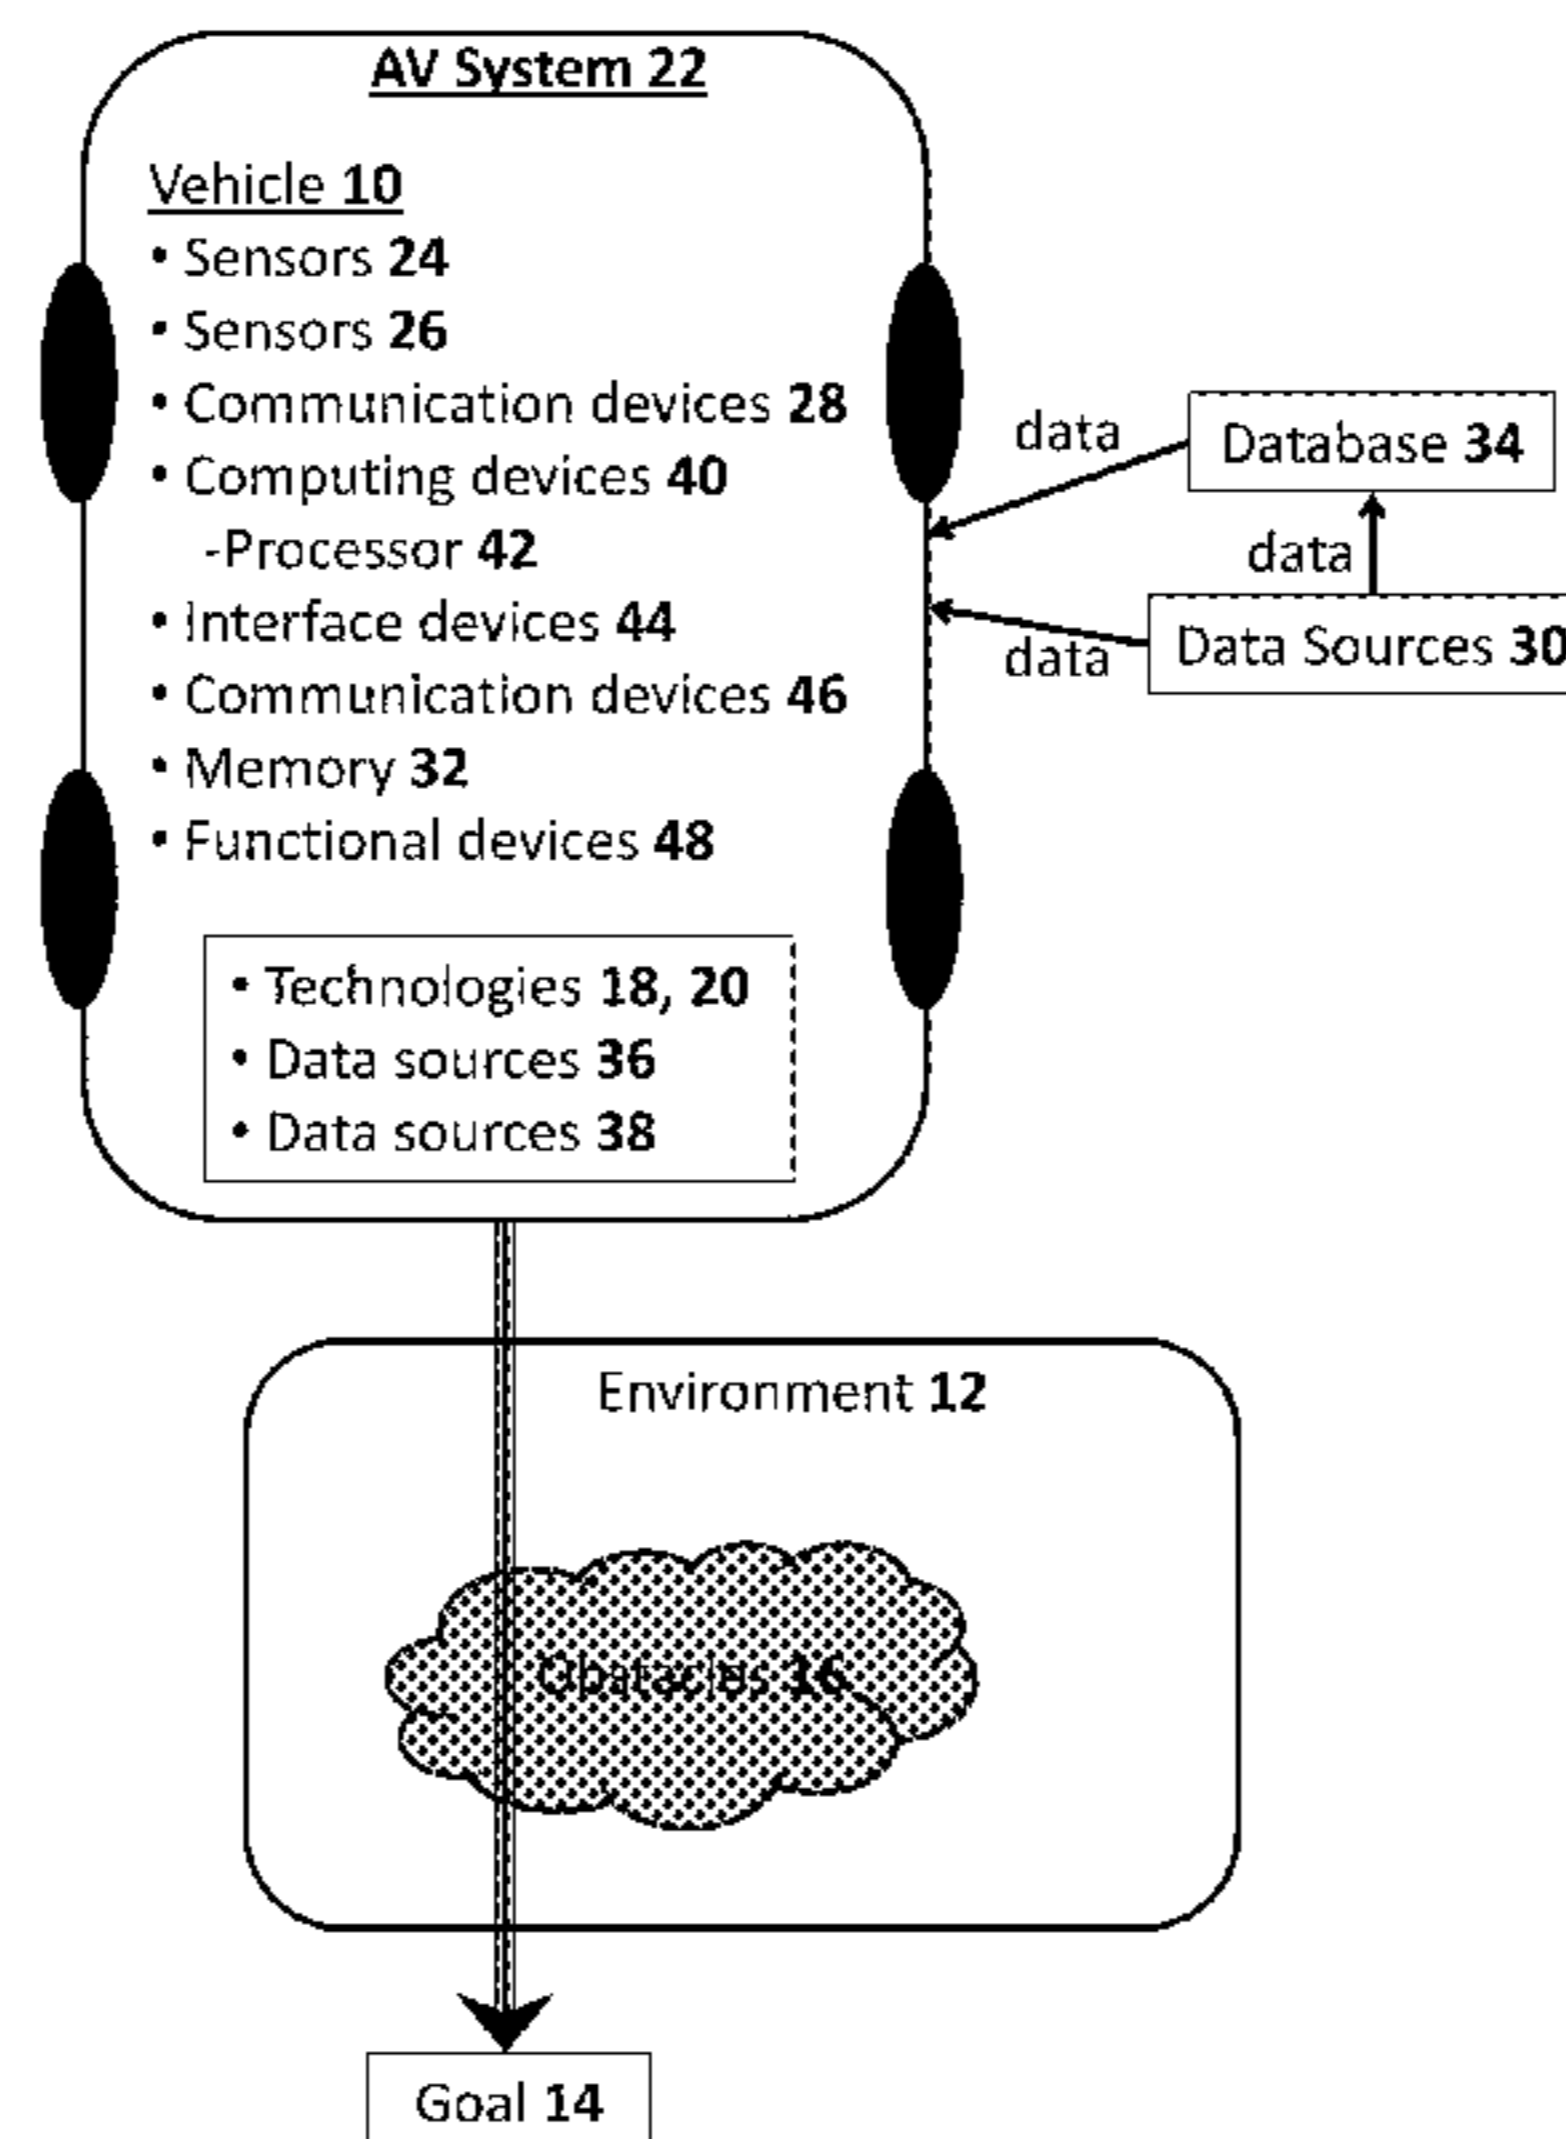 AV System 22
Vehicle 10
• Sensors 24
• Sensors 26
• Communication devices 28
• Computing devices 40
-Processor 42
• Interface devices 44
• Communication devices 46
• Memory 32
• Functional devices 48
data
Database 34
data
data
Data Sources 30
• Technologies 18, 20
• Data sources 36
• Data sources 38
Environment 12
Obstacles 16
Goal 14